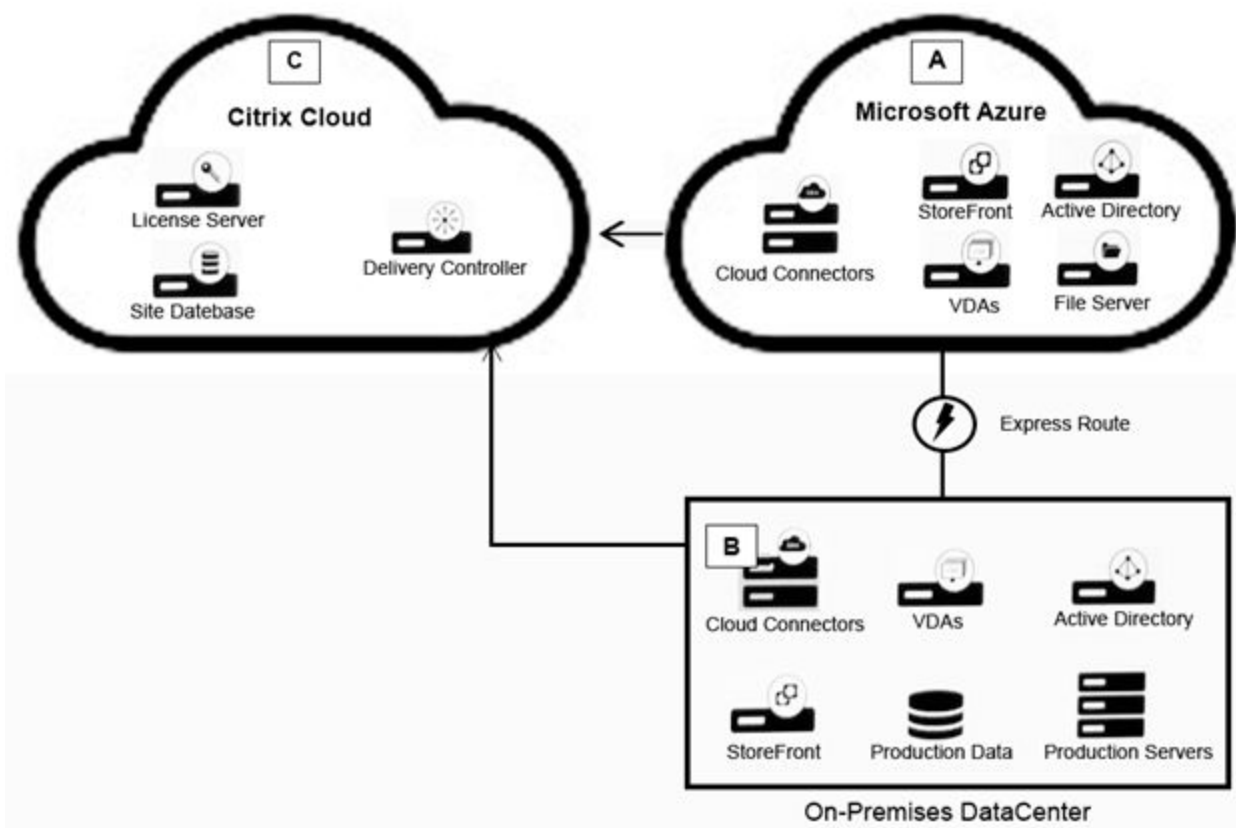 C
Citrix Cloud
License Server
Delivery Controller
Site Datebase
A
Microsoft Azure
Cloud Connectors
StoreFront
Active Directory
VDAs
File Server
Express Route
B
Cloud Connectors
VDAs
Active Directory
StoreFront
Production Data
Production Servers
On-Premises DataCenter